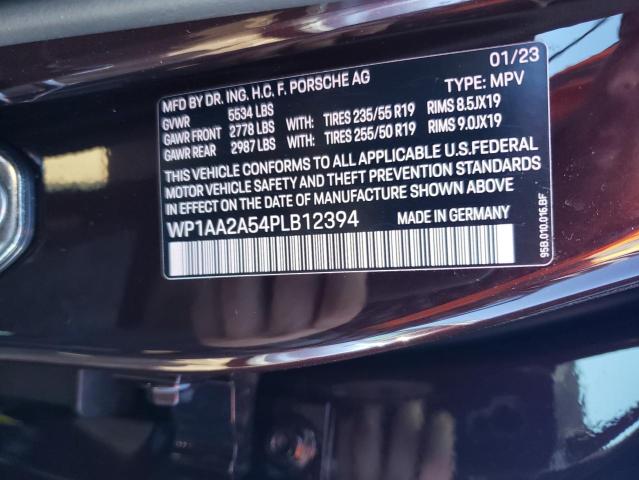 01/23
MFD BY DR. ING. H.C. F. PORSCHE AG
GVWR 5534 LBS TYPE: MPV
GAWR FRONT 2778 LBS WITH: TIRES 235/55 R19 RIMS 8.5JX19
GAWR REAR 2987 LBS WITH: TIRES 255/50 R19 RIMS 9.0JX19
THIS VEHICLE CONFORMS TO ALL APPLICABLE U.S.FEDERAL
MOTOR VEHICLE SAFETY AND THEFT PREVENTION STANDARDS
IN EFFECT ON THE DATE OF MANUFACTURE SHOWN ABOVE
WP1AA2A54PLB12394 MADE IN GERMANY
95B.010.016.BF